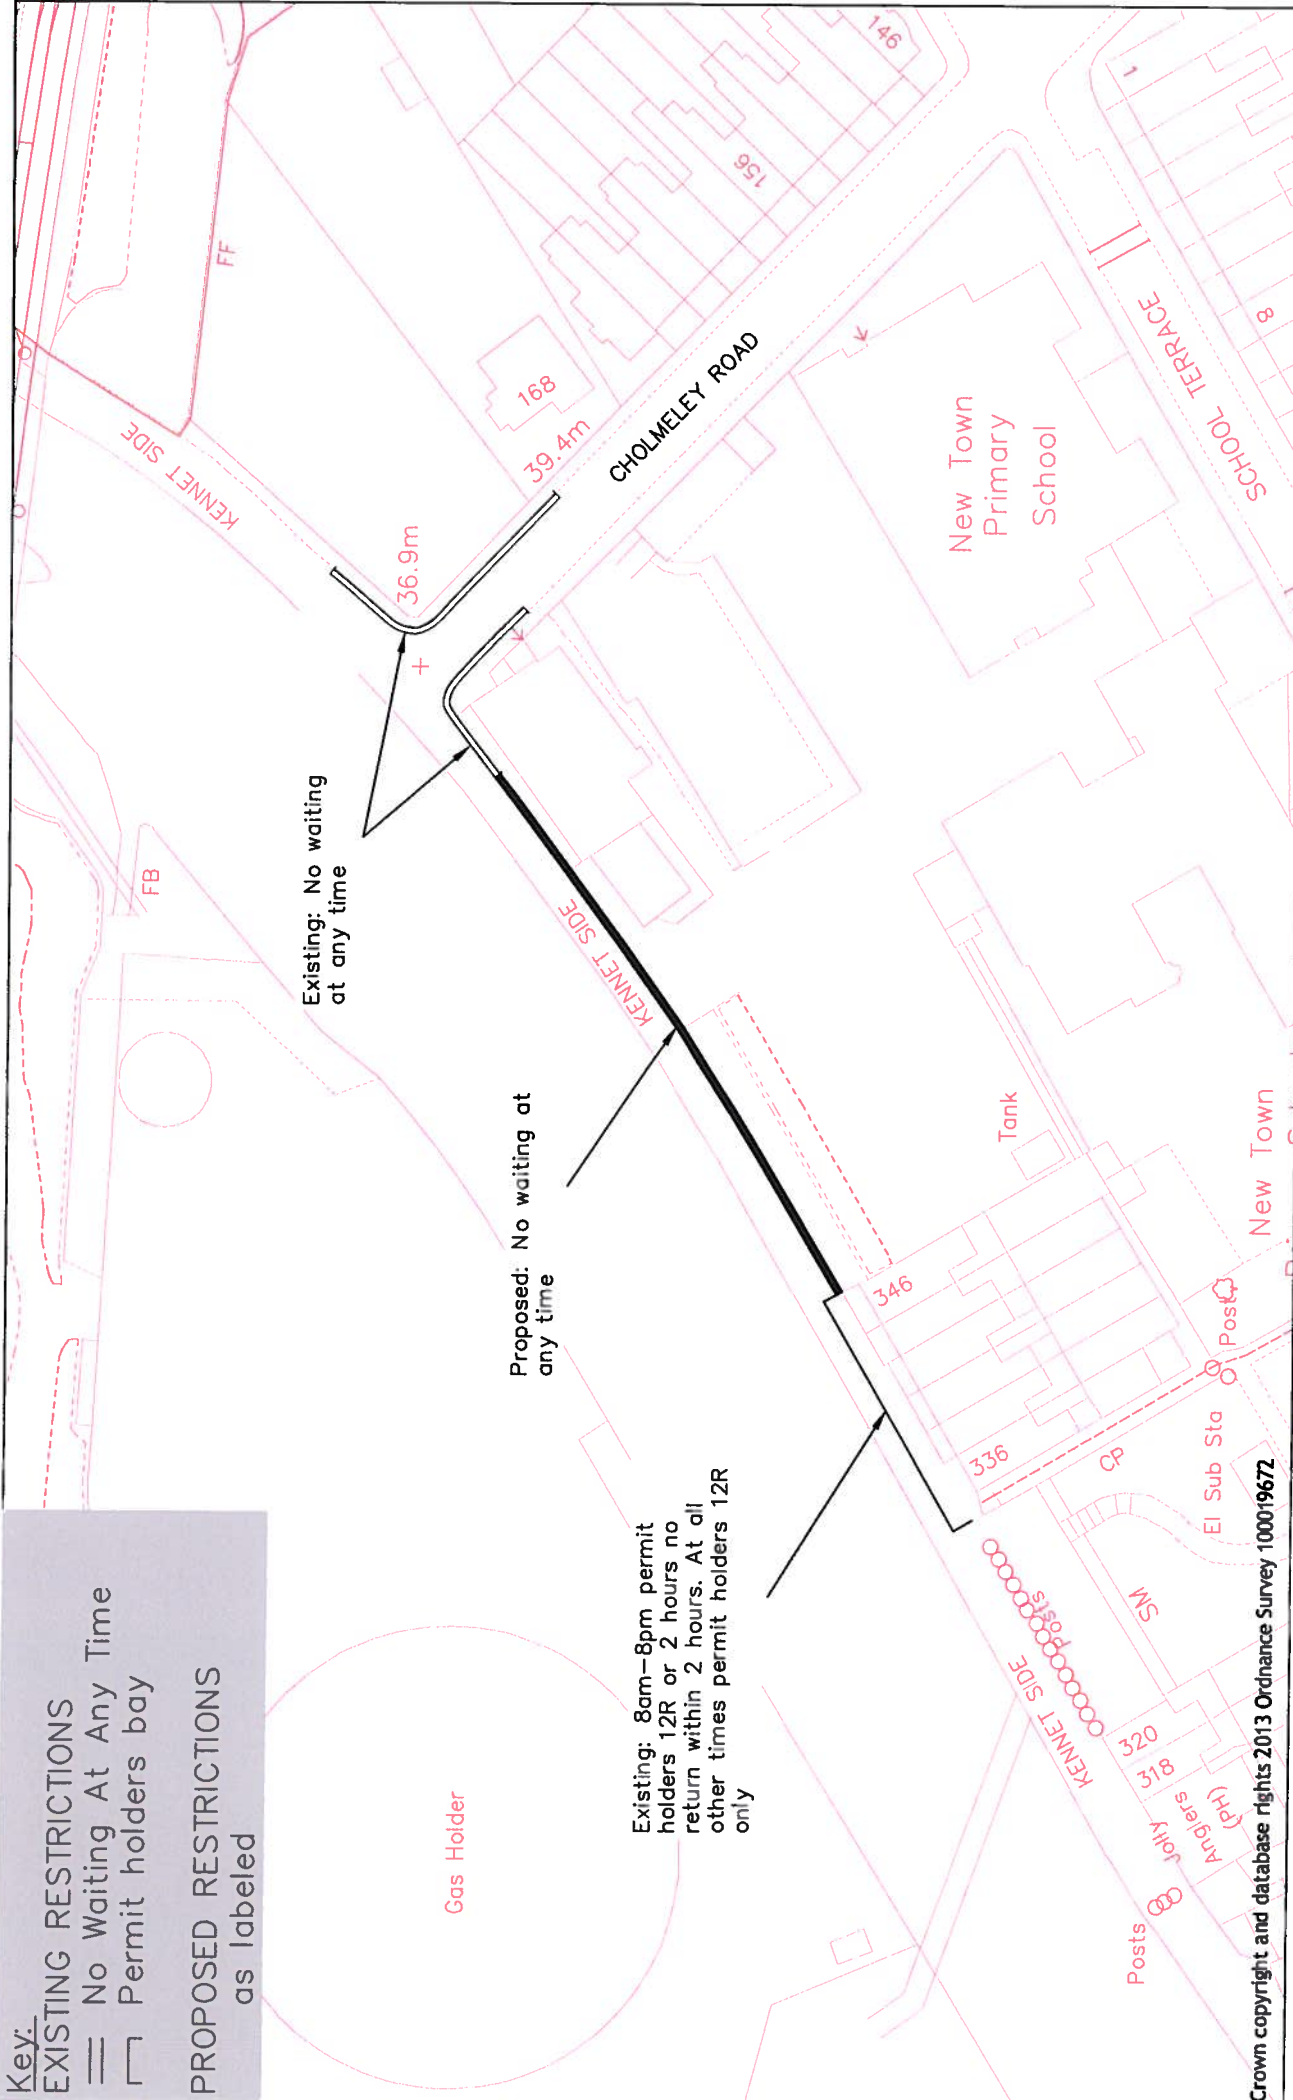 Key:
EXISTING RESTRICTIONS
No Waiting At Any Time
Permit holders bay
PROPOSED RESTRICTIONS
as labeled
Gas Holder
Existing: 8am-8pm permit
holders 12R or 2 hours no
return within 2 hours. At all
other times permit holders 12R
only
Proposed: No waiting at
any time
Existing: No waiting
at any time
FB
FF
KENNET SIDE
36.9m
39.4m
168
156
146
CHOLMELEY ROAD
KENNET SIDE
New Town
Primary
School
SCHOOL TERRACE
1
8
Tank
346
336
CP
Post
New Town
El Sub Sta
SM
Posts
KENNET SIDE
320
318
Jolly
Anglers
(PH)
Posts
Crown copyright and database rights 2013 Ordnance Survey 100019672